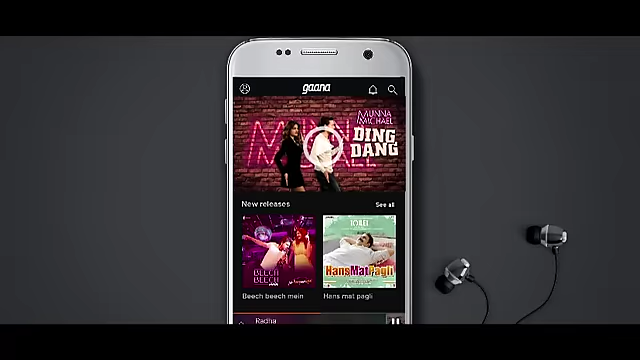 gaana
MUNNA
MICHAEL
DING
DANG
New releases
See all
BEECH
BEECH
HansMatPagli
Beech beech mein
Hans mat pagli
Radha